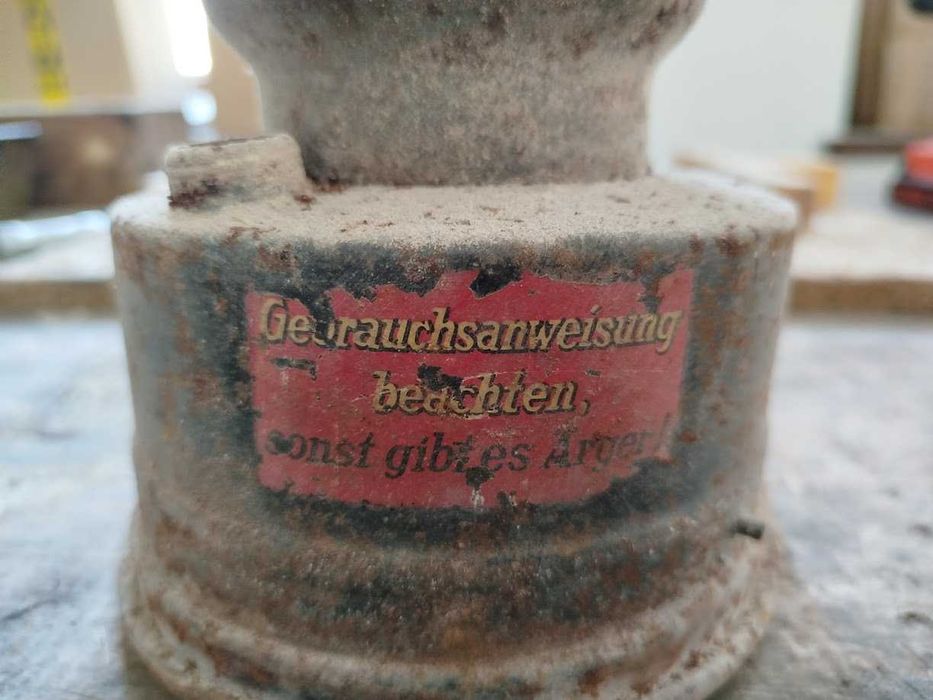 Gebrauchsanweisung
beachten,
sonst gibt es Ärger!